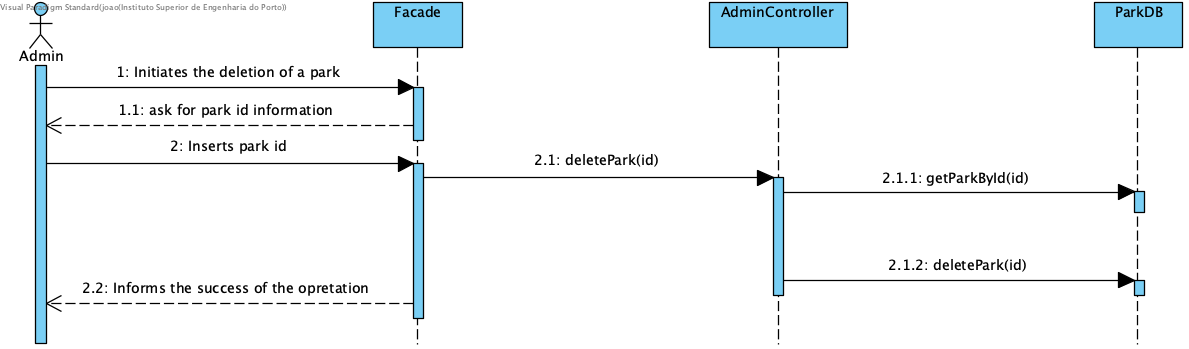 Visual Paradigm Standard(joao(Instituto Superior de Engenharia do Porto))
Facade
AdminController
ParkDB
Admin
1: Initiates the deletion of a park
1.1: ask for park id information
2: Inserts park id
2.1: deletePark(id)
2.1.1: getParkById(id)
2.1.2: deletePark(id)
2.2: Informs the success of the opretation